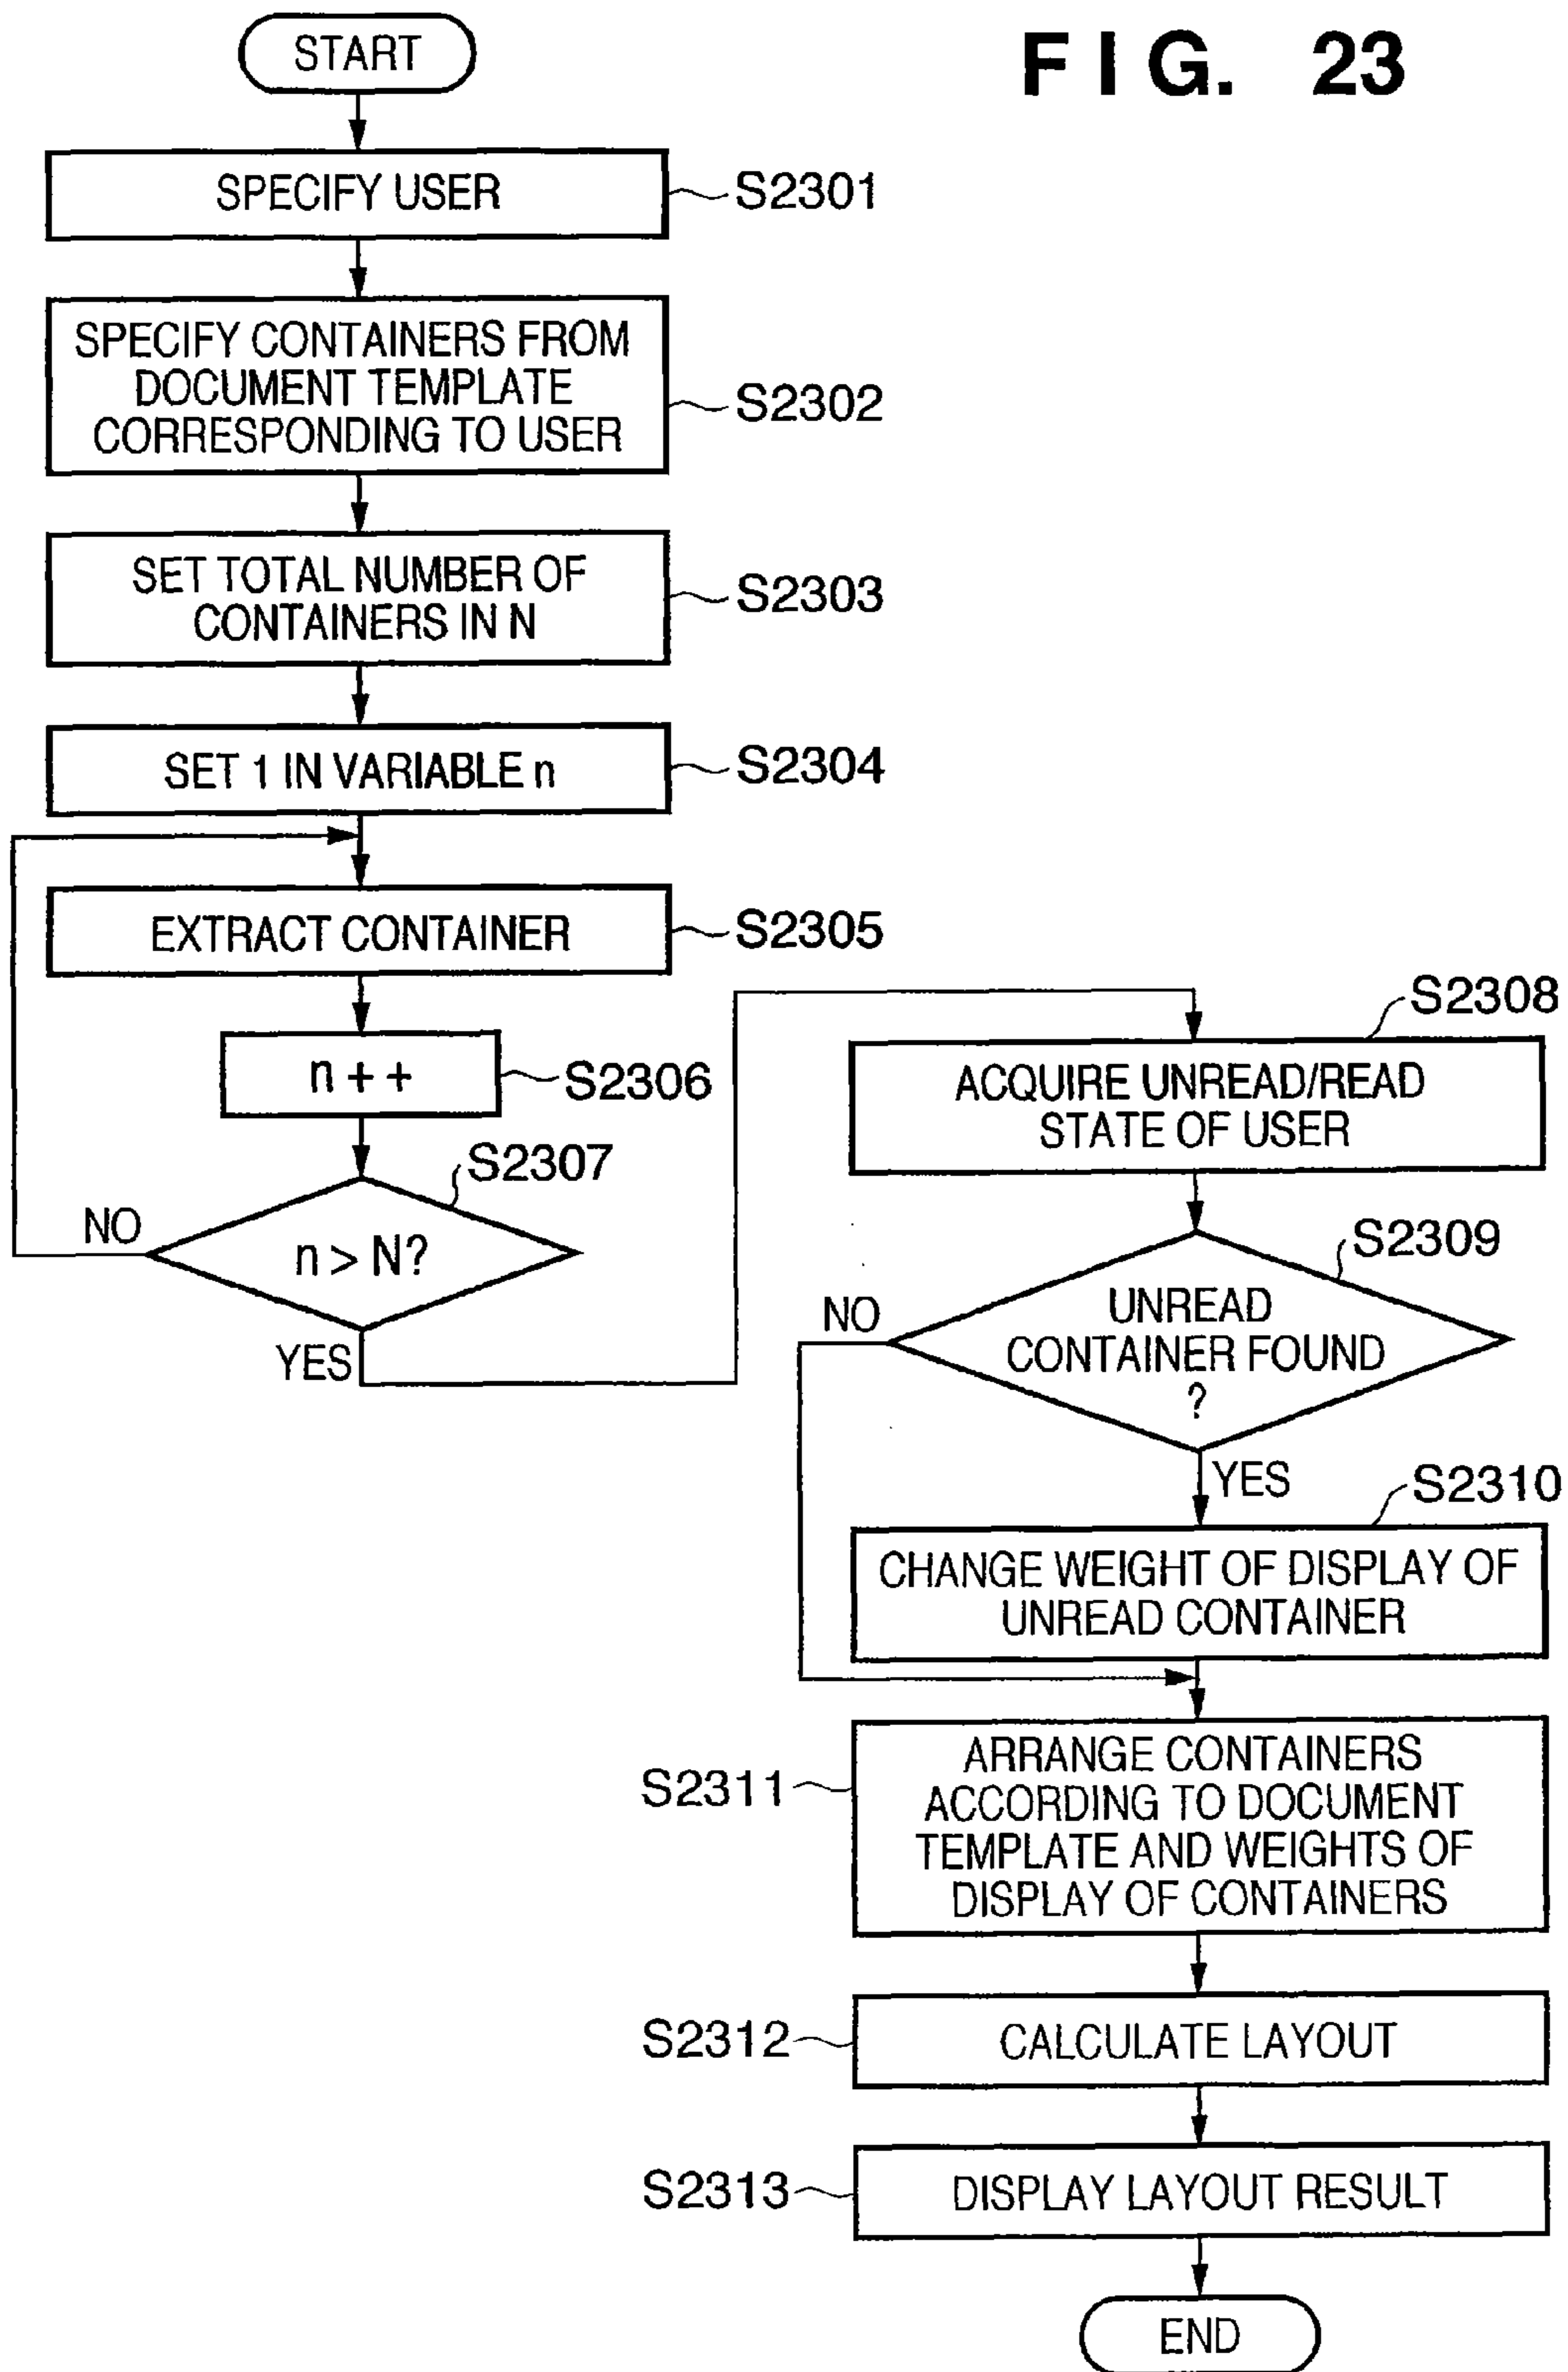 FIG. 23
START
SPECIFY USER
S2301
SPECIFY CONTAINERS FROM
DOCUMENT TEMPLATE
CORRESPONDING TO USER
S2302
SET TOTAL NUMBER OF
CONTAINERS IN N
S2303
SET 1 IN VARIABLE n
S2304
EXTRACT CONTAINER
S2305
n + +
S2306
S2307
n > N?
NO
YES
S2308
ACQUIRE UNREAD/READ
STATE OF USER
S2309
UNREAD
CONTAINER FOUND
?
NO
YES
S2310
CHANGE WEIGHT OF DISPLAY OF
UNREAD CONTAINER
S2311
ARRANGE CONTAINERS
ACCORDING TO DOCUMENT
TEMPLATE AND WEIGHTS OF
DISPLAY OF CONTAINERS
S2312
CALCULATE LAYOUT
S2313
DISPLAY LAYOUT RESULT
END